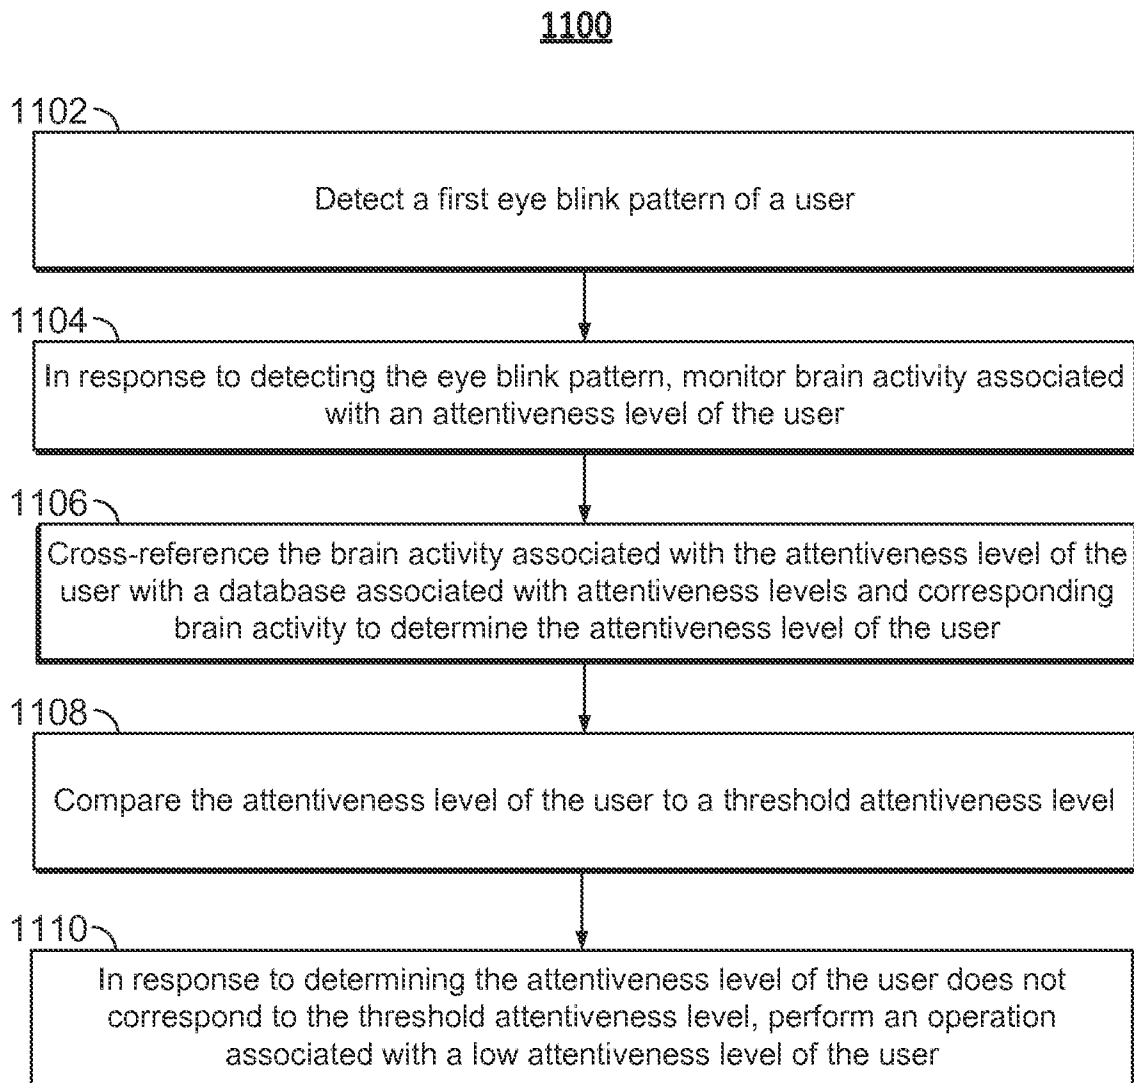 1100
1102
Detect a first eye blink pattern of a user
1104
In response to detecting the eye blink pattern, monitor brain activity associated
with an attentiveness level of the user
1106
Cross-reference the brain activity associated with the attentiveness level of the
user with a database associated with attentiveness levels and corresponding
brain activity to determine the attentiveness level of the user
1108
Compare the attentiveness level of the user to a threshold attentiveness level
1110
In response to determining the attentiveness level of the user does not
correspond to the threshold attentiveness level, perform an operation
associated with a low attentiveness level of the user